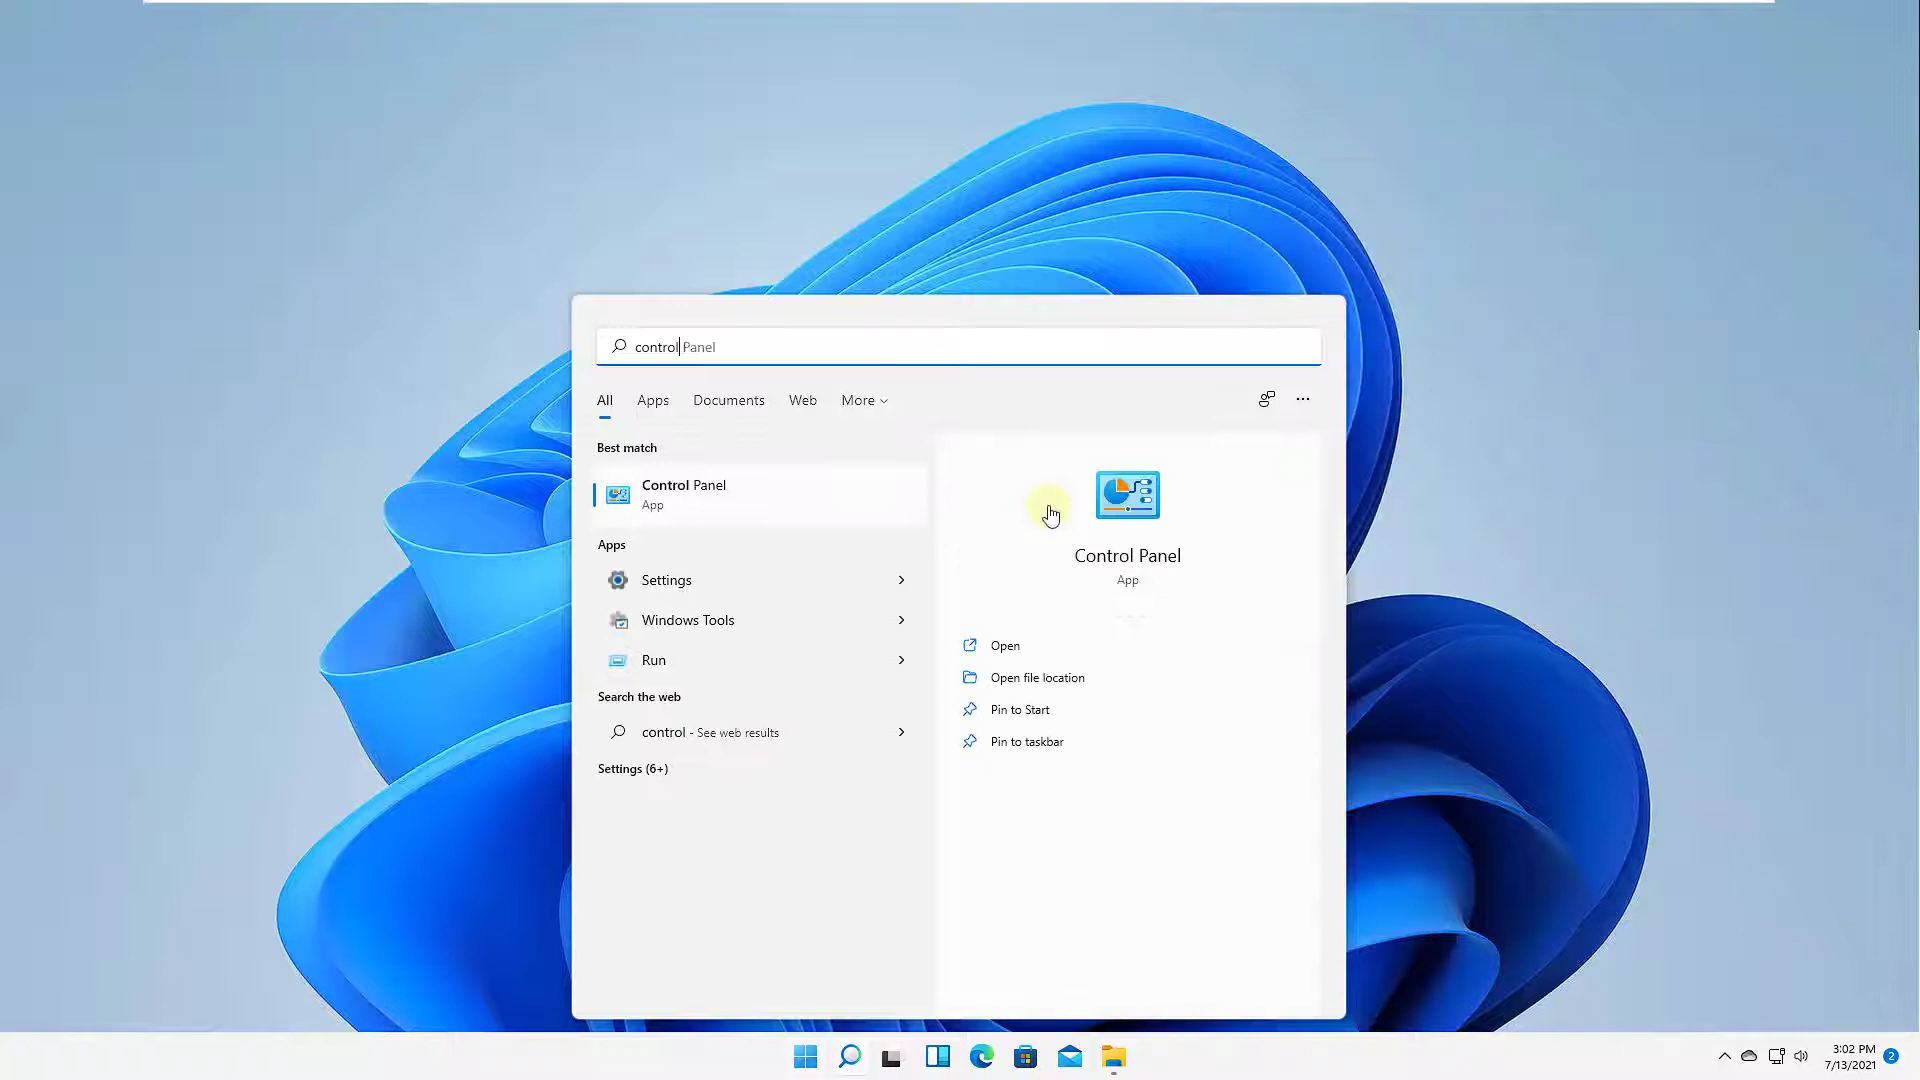 control Panel
All Apps Documents Web More
Best match
Control Panel
App
Apps
Settings
Windows Tools
Run
Search the web
control - See web results
Settings (6+)
Control Panel
App
Open
Open file location
Pin to Start
Pin to taskbar
3:02 PM
7/13/2021
2